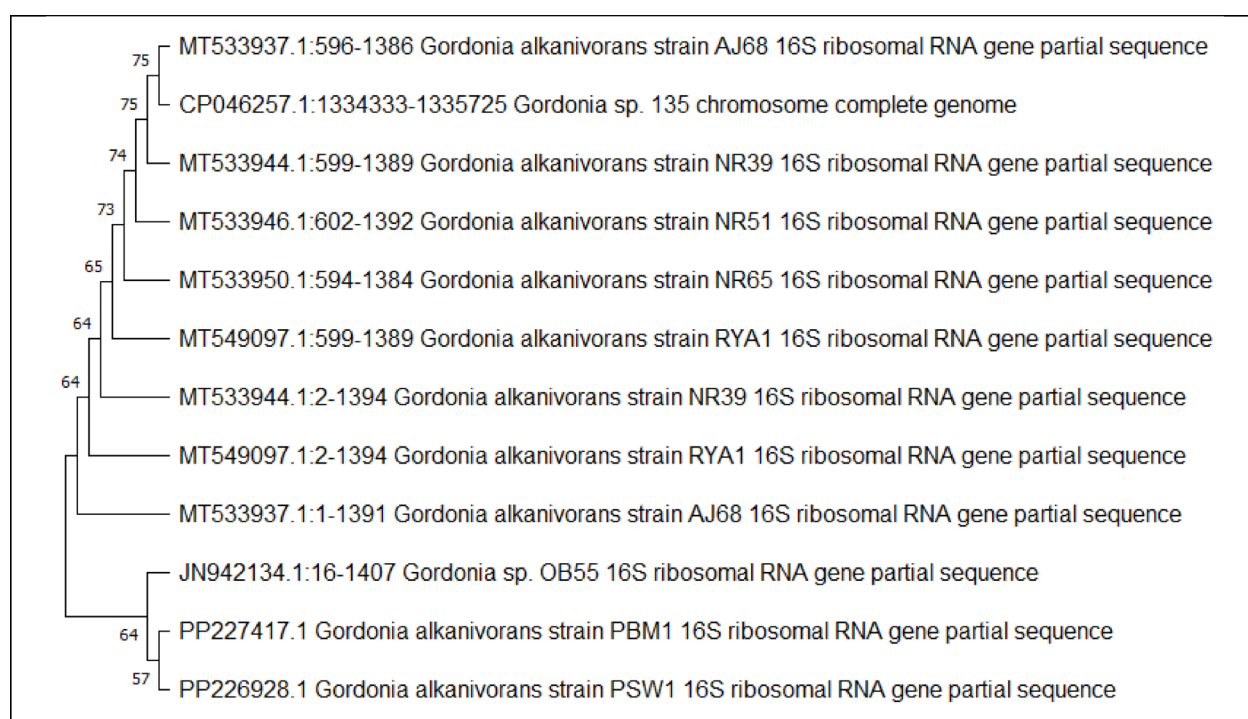 MT533937.1:596-1386 Gordonia alkanivorans strain AJ68 16S ribosomal RNA gene partial sequence
75
CP046257.1:1334333-1335725 Gordonia sp. 135 chromosome complete genome
75
MT533944.1:599-1389 Gordonia alkanivorans strain NR39 16S ribosomal RNA gene partial sequence
74
MT533946.1:602-1392 Gordonia alkanivorans strain NR51 16S ribosomal RNA gene partial sequence
73
MT533950.1:594-1384 Gordonia alkanivorans strain NR65 16S ribosomal RNA gene partial sequence
65
MT549097.1:599-1389 Gordonia alkanivorans strain RYA1 16S ribosomal RNA gene partial sequence
64
MT533944.1:2-1394 Gordonia alkanivorans strain NR39 16S ribosomal RNA gene partial sequence
64
MT549097.1:2-1394 Gordonia alkanivorans strain RYA1 16S ribosomal RNA gene partial sequence
MT533937.1:1-1391 Gordonia alkanivorans strain AJ68 16S ribosomal RNA gene partial sequence
JN942134.1:16-1407 Gordonia sp. OB55 16S ribosomal RNA gene partial sequence
64
PP227417.1 Gordonia alkanivorans strain PBM1 16S ribosomal RNA gene partial sequence
57
PP226928.1 Gordonia alkanivorans strain PSW1 16S ribosomal RNA gene partial sequence